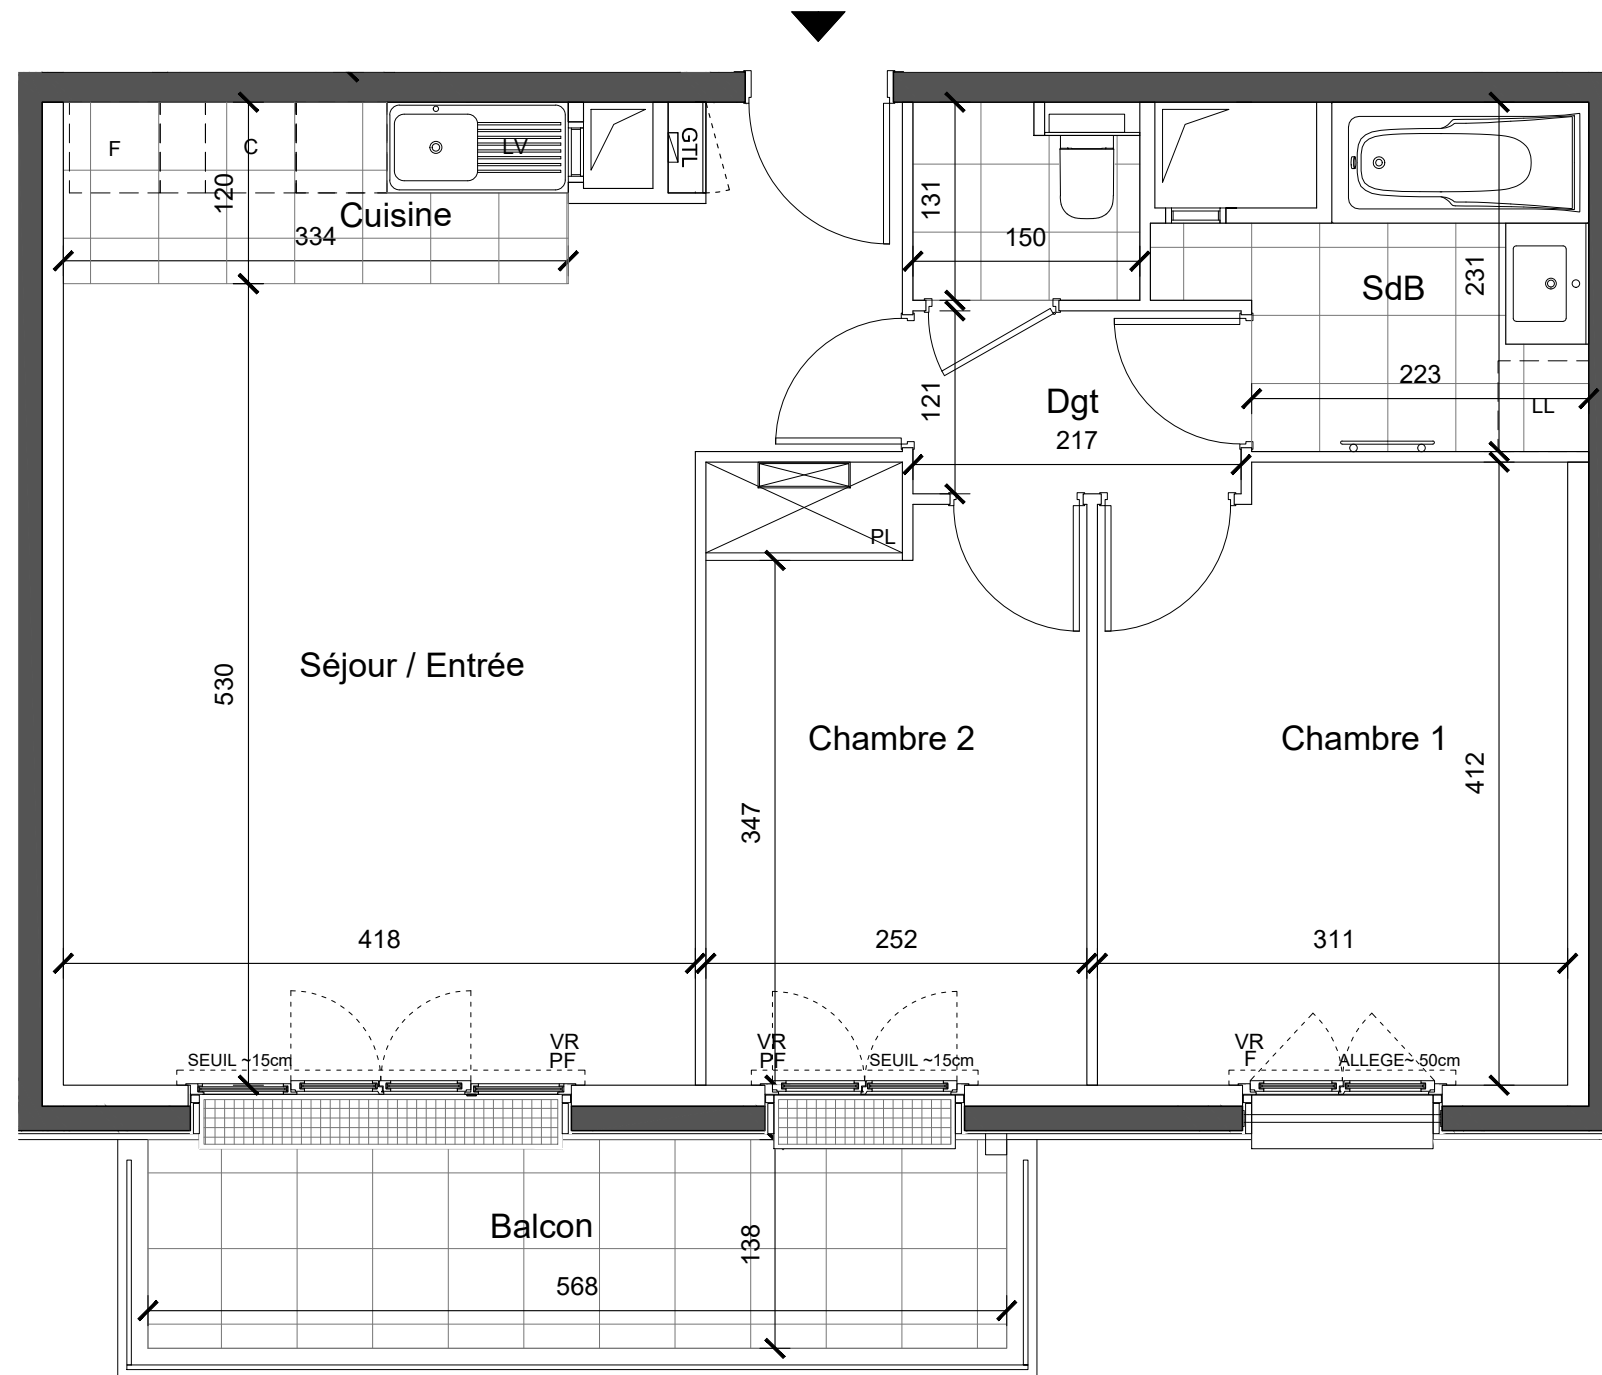 F
C
LV
GTL
120
Cuisine
334
131
150
SdB
231
223
LL
121
Dgt
217
PL
Séjour / Entrée
530
Chambre 2
347
Chambre 1
412
418
252
311
SEUIL ~15cm
VR
PF
VR
PF
SEUIL ~15cm
VR
F
ALLEGE~ 50cm
Balcon
138
568